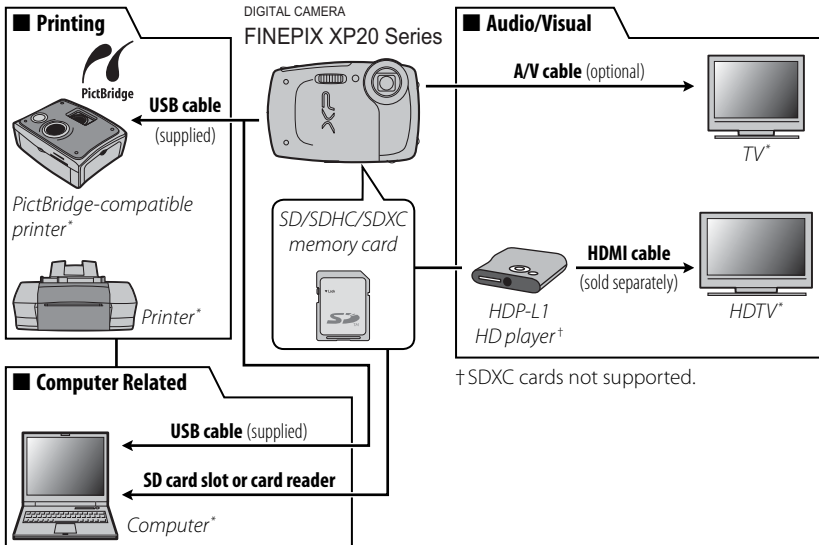 ■ Printing
PictBridge
USB cable
(supplied)
PictBridge-compatible
printer*
Printer*
DIGITAL CAMERA
FINEPIX XP20 Series
XP
SD/SDHC/SDXC
memory card
SD
■ Audio/Visual
A/V cable (optional)
TV*
HDP-L1
HD player†
HDMI cable
(sold separately)
HDTV*
† SDXC cards not supported.
■ Computer Related
USB cable (supplied)
SD card slot or card reader
Computer*